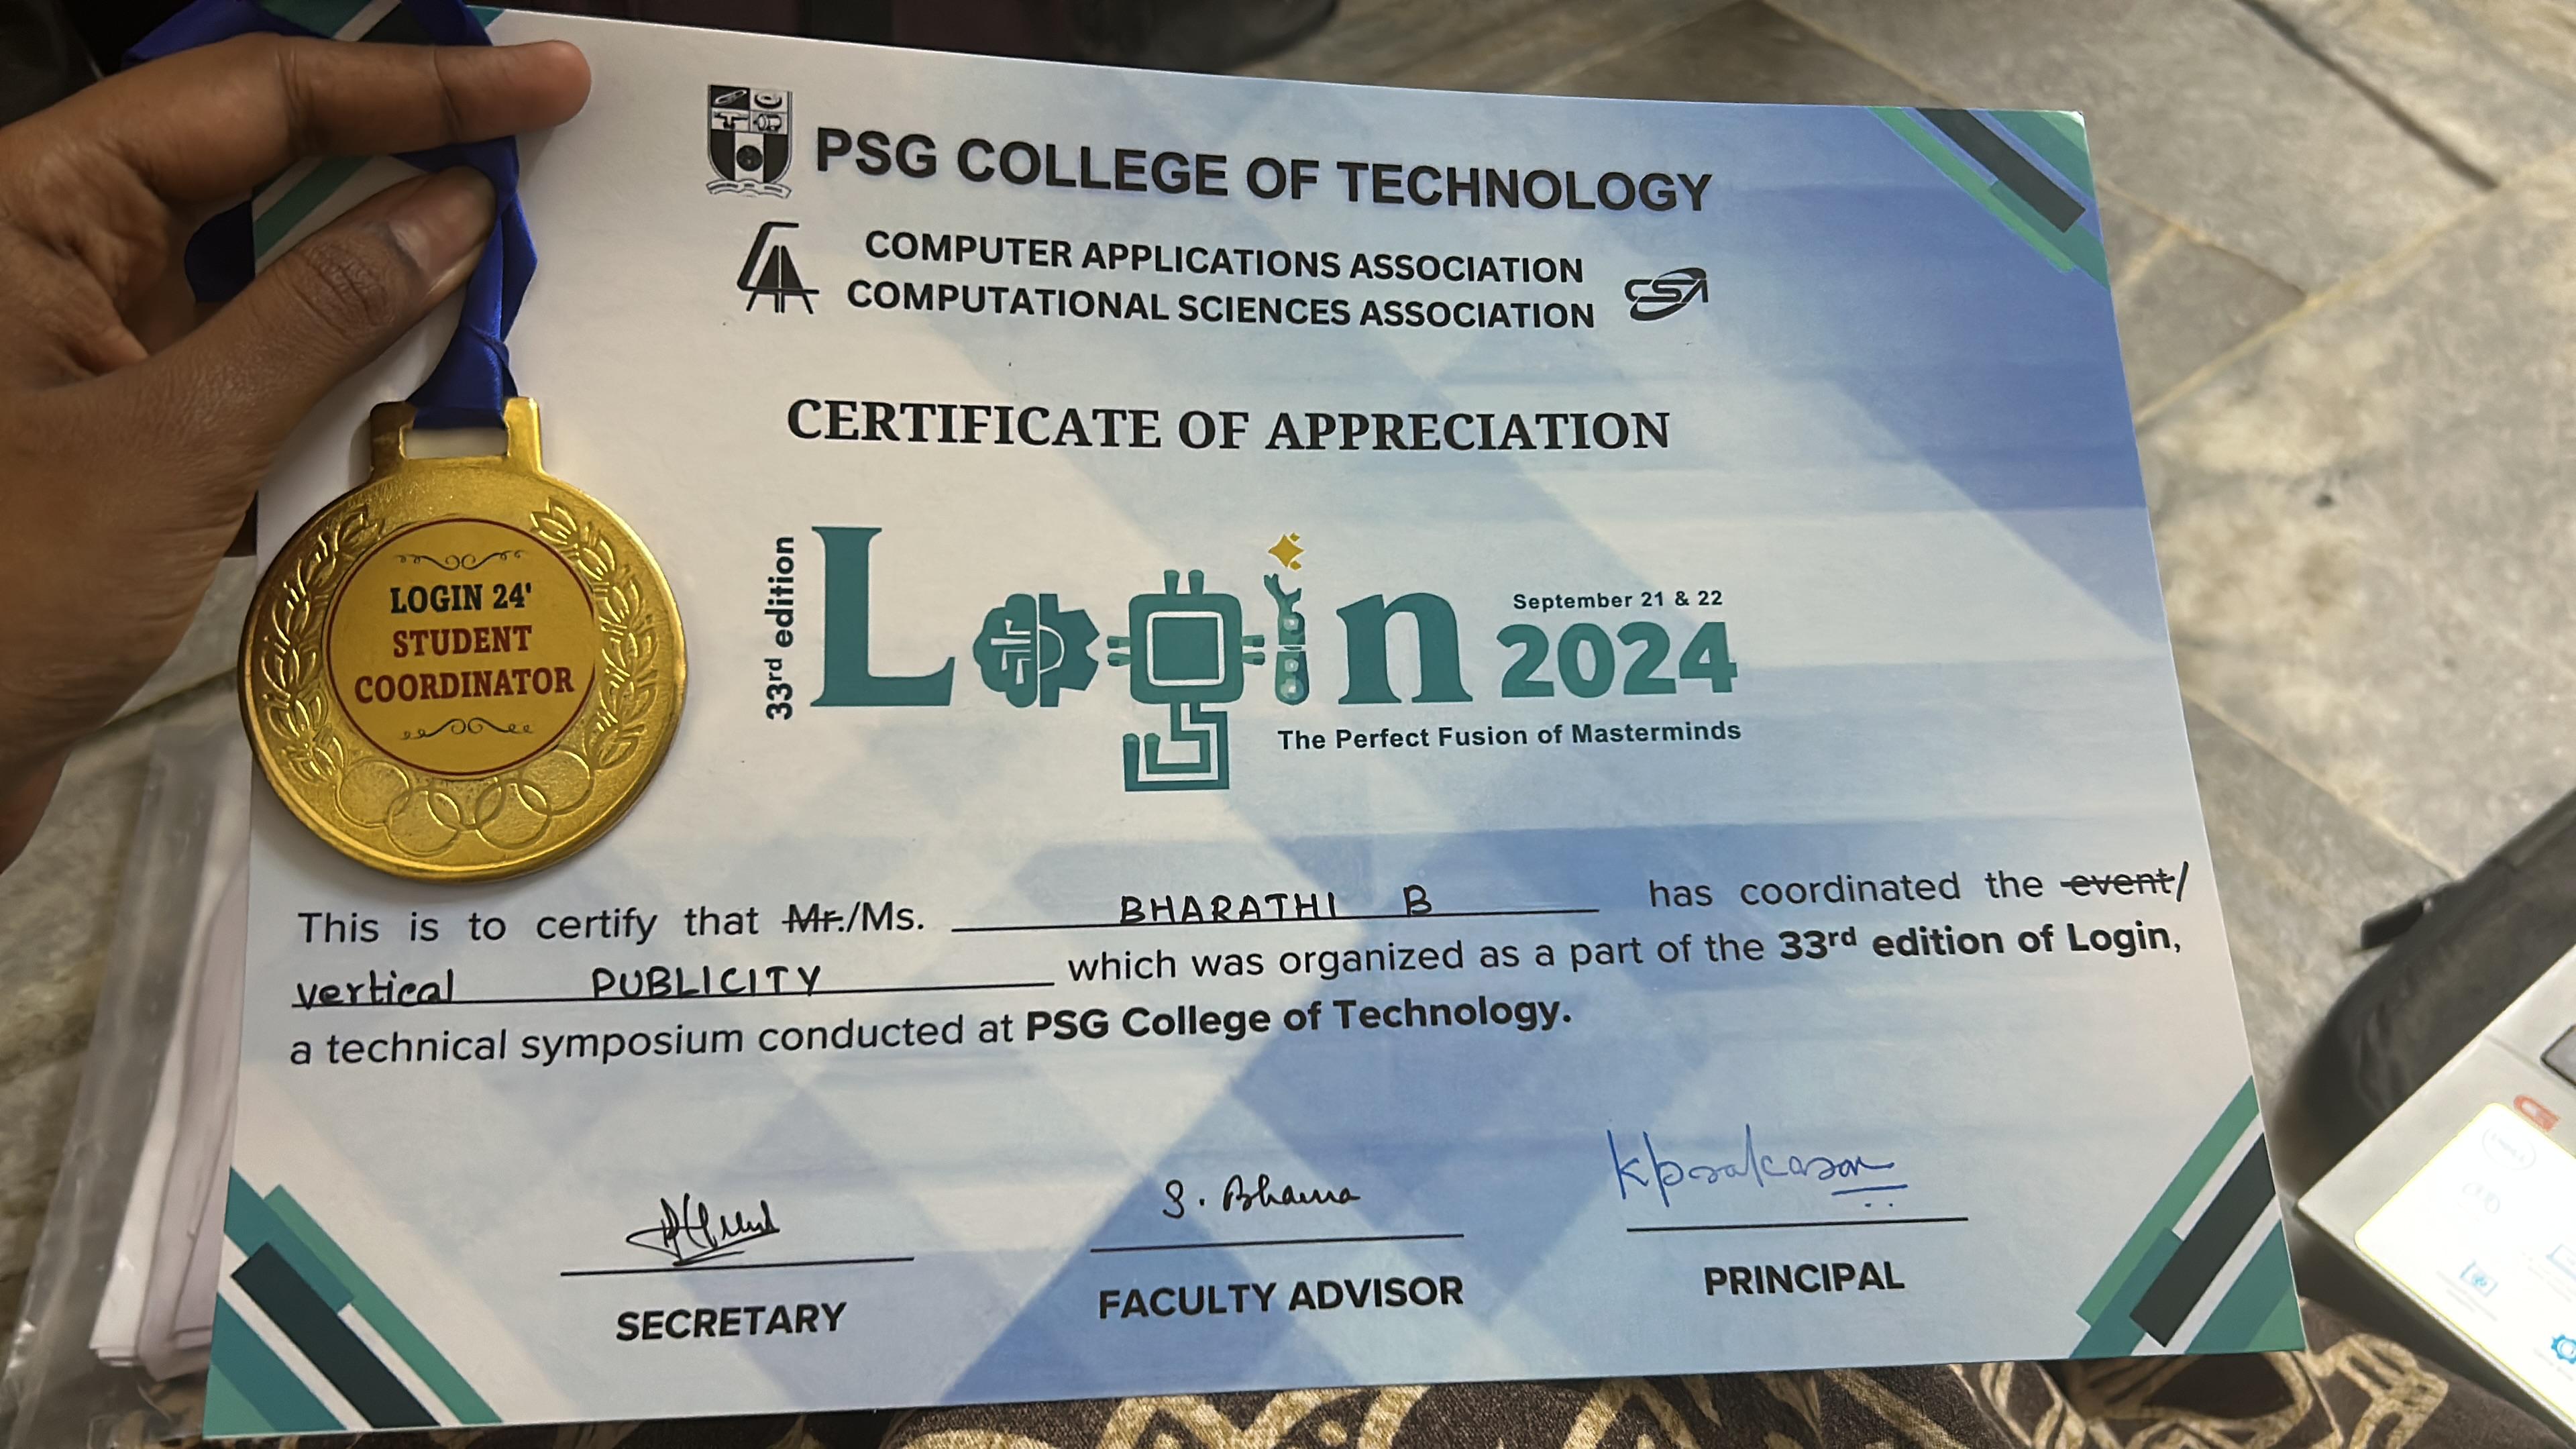 PSG COLLEGE OF TECHNOLOGY
COMPUTER APPLICATIONS ASSOCIATION
COMPUTATIONAL SCIENCES ASSOCIATION
CSA
CERTIFICATE OF APPRECIATION
33rd edition
Login
September 21 & 22
2024
The Perfect Fusion of Masterminds
LOGIN 24'
STUDENT
COORDINATOR
This is to certify that Mr./Ms. BHARATHI B has coordinated the event/
vertical PUBLICITY which was organized as a part of the 33rd edition of Login,
a technical symposium conducted at PSG College of Technology.
S. Bhama
SECRETARY
FACULTY ADVISOR
PRINCIPAL